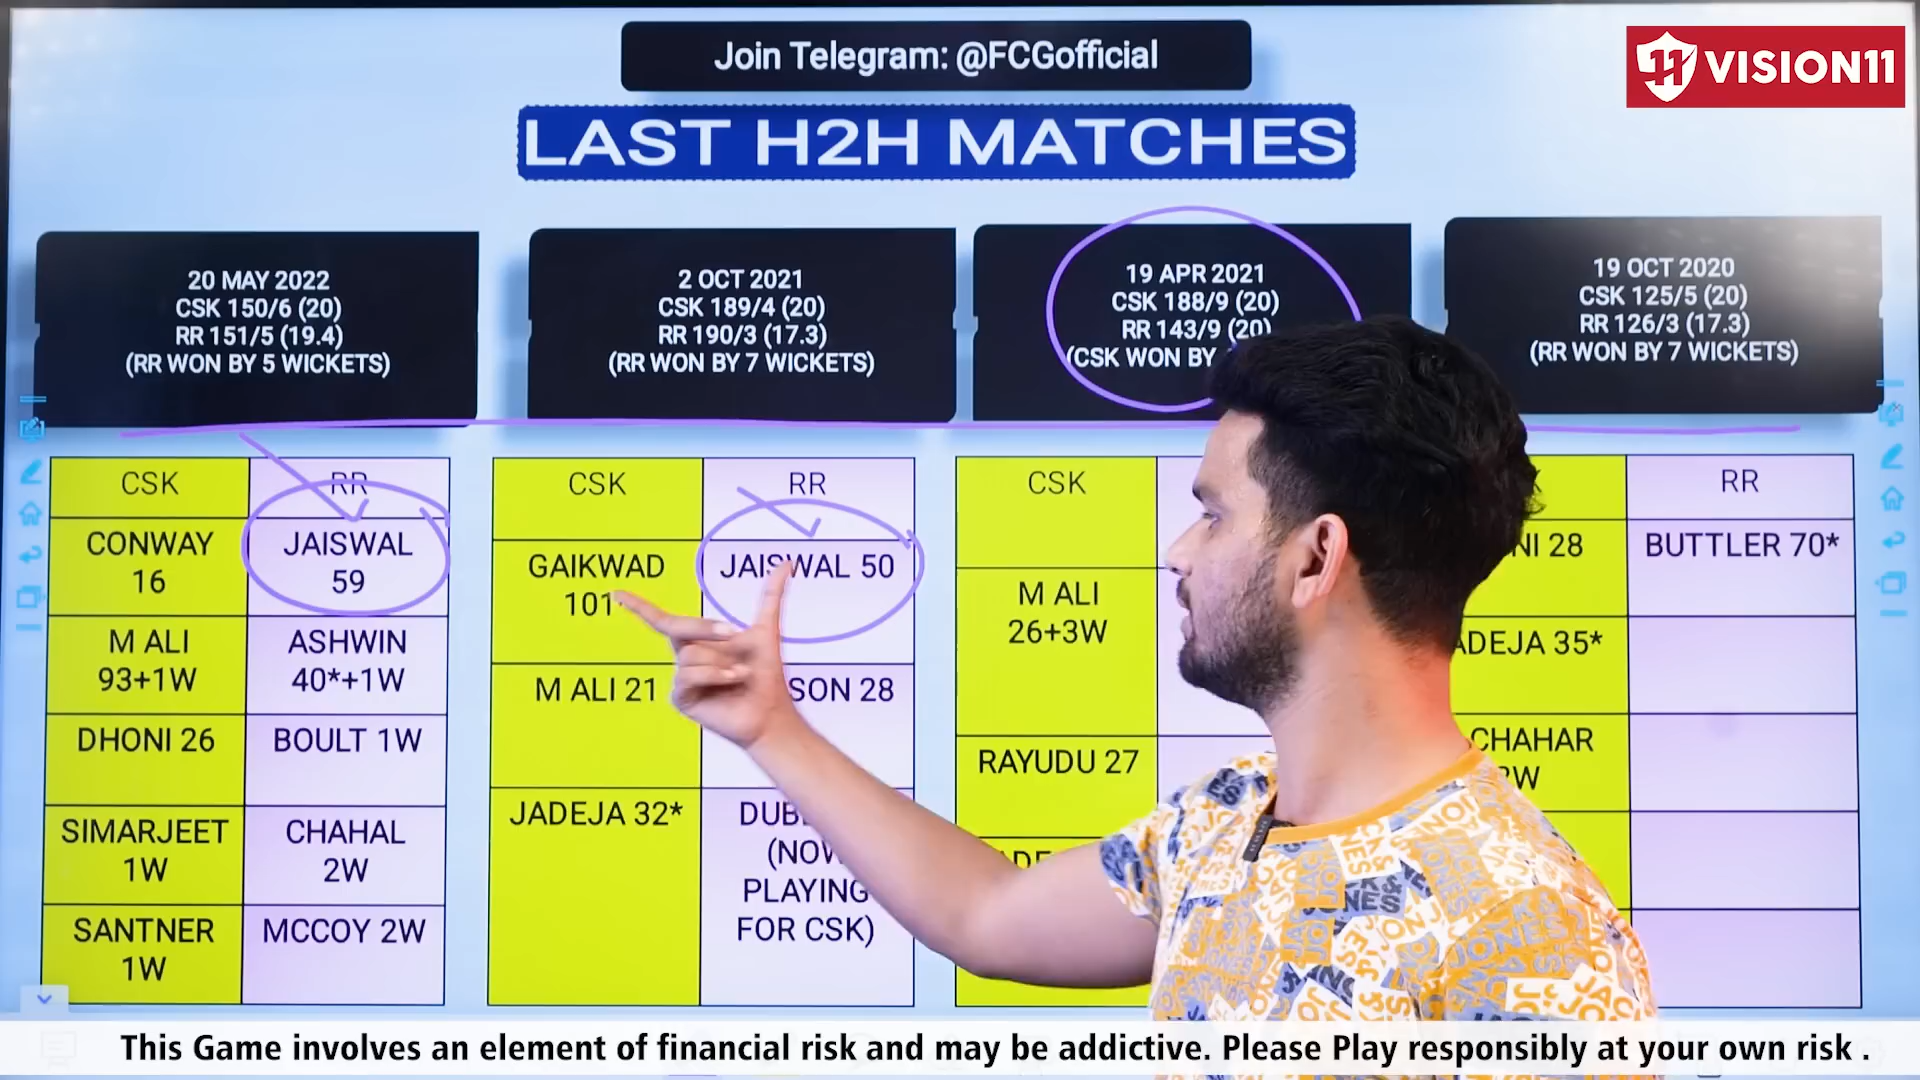 Join Telegram: @FCGofficial
VISION11
LAST H2H MATCHES
20 MAY 2022
CSK 150/6 (20)
RR 151/5 (19.4)
(RR WON BY 5 WICKETS)
2 OCT 2021
CSK 189/4 (20)
RR 190/3 (17.3)
(RR WON BY 7 WICKETS)
19 APR 2021
CSK 188/9 (20)
RR 143/9 (20)
(CSK WON BY
19 OCT 2020
CSK 125/5 (20)
RR 126/3 (17.3)
(RR WON BY 7 WICKETS)
CSK
RR
CONWAY
16
JAISWAL
59
M ALI
93+1W
ASHWIN
40*+1W
DHONI 26
BOULT 1W
SIMARJEET
1W
CHAHAL
2W
SANTNER
1W
MCCOY 2W
CSK
RR
GAIKWAD
101
JAISWAL 50
M ALI 21
SON 28
JADEJA 32*
DUB
(NOW
PLAYING
FOR CSK)
CSK
M ALI
26+3W
RAYUDU 27
RR
NI 28
BUTTLER 70*
ADEJA 35*
CHAHAR
This Game involves an element of financial risk and may be addictive. Please Play responsibly at your own risk .